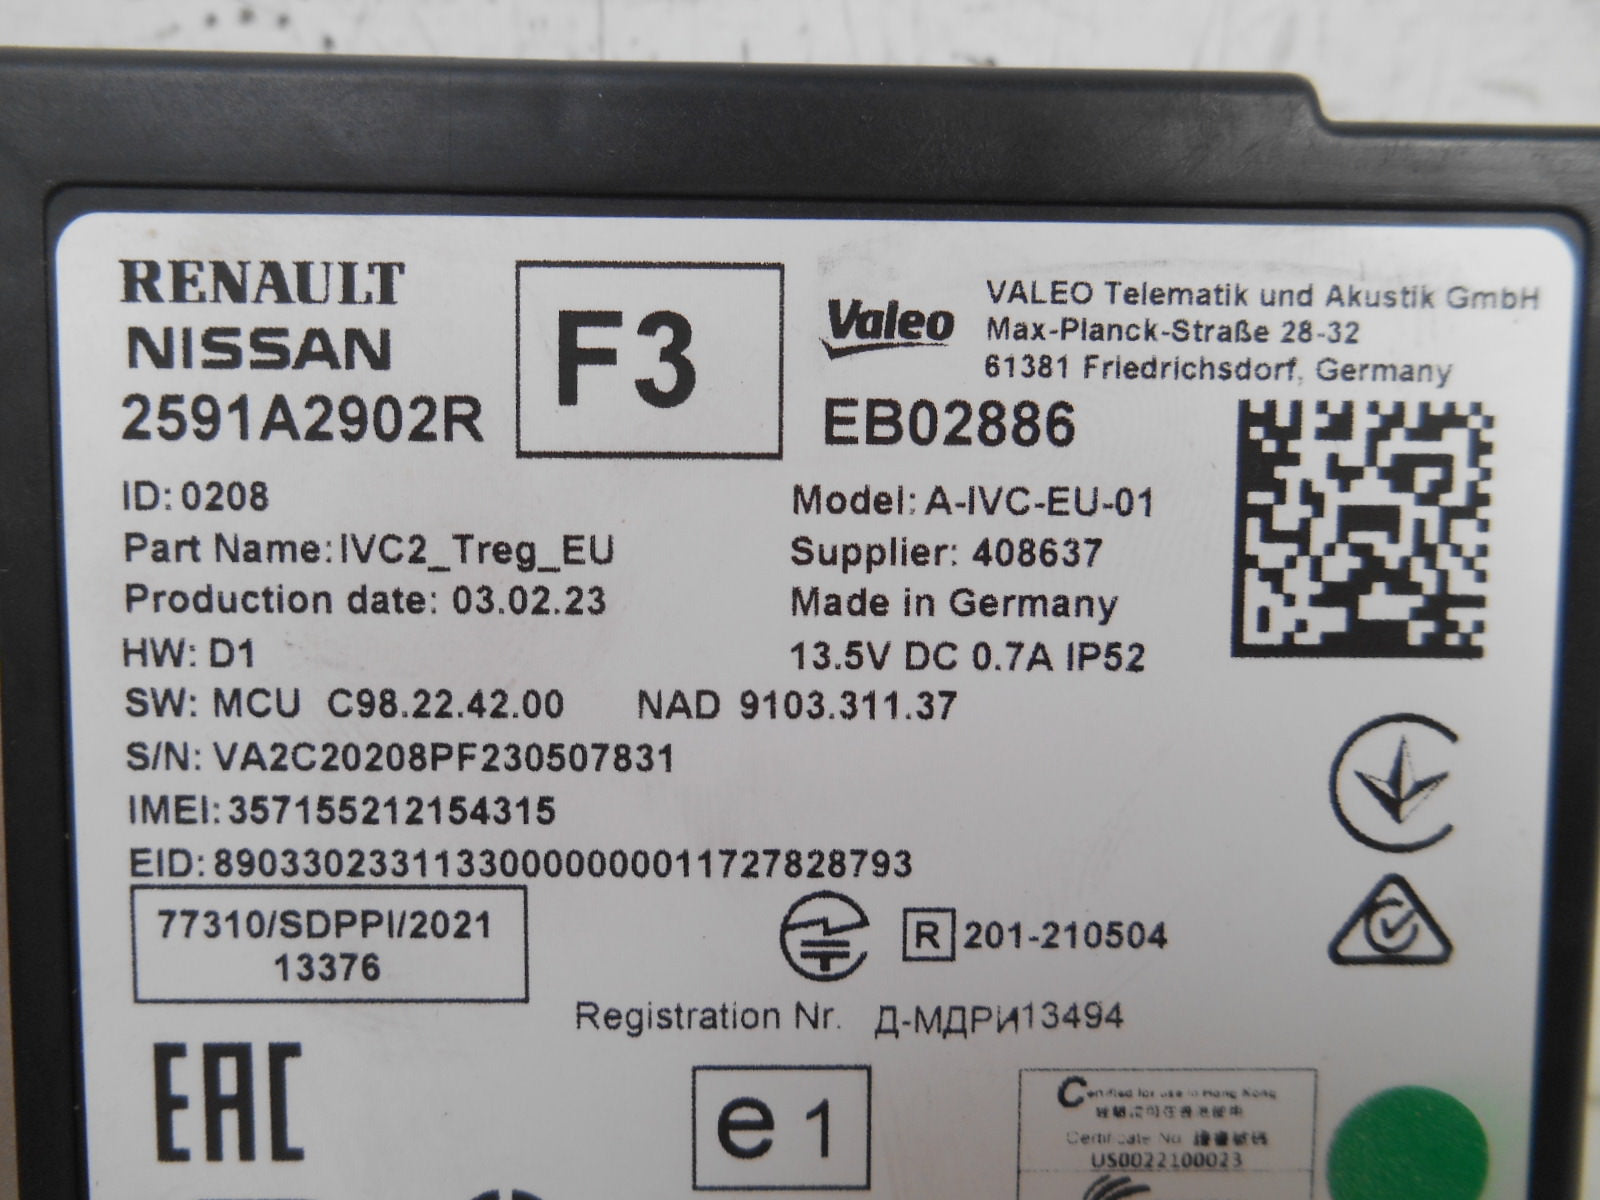 RENAULT
NISSAN
2591A2902R
F3
Valeo
VALEO Telematik und Akustik GmbH
Max-Planck-Straße 28-32
61381 Friedrichsdorf, Germany
EB02886
ID: 0208
Model: A-IVC-EU-01
Part Name: IVC2_Treg_EU
Supplier: 408637
Production date: 03.02.23
Made in Germany
HW: D1
13.5V DC 0.7A IP52
SW: MCU C98.22.42.00 NAD 9103.311.37
S/N: VA2C20208PF230507831
IMEI: 357155212154315
EID: 89033023311330000000011727828793
77310/SDPPI/2021
13376
R 201-210504
Registration Nr. Д-МДРИ13494
EAC
e1
Certified for use in Hong Kong
Certificate No.
US0022100023